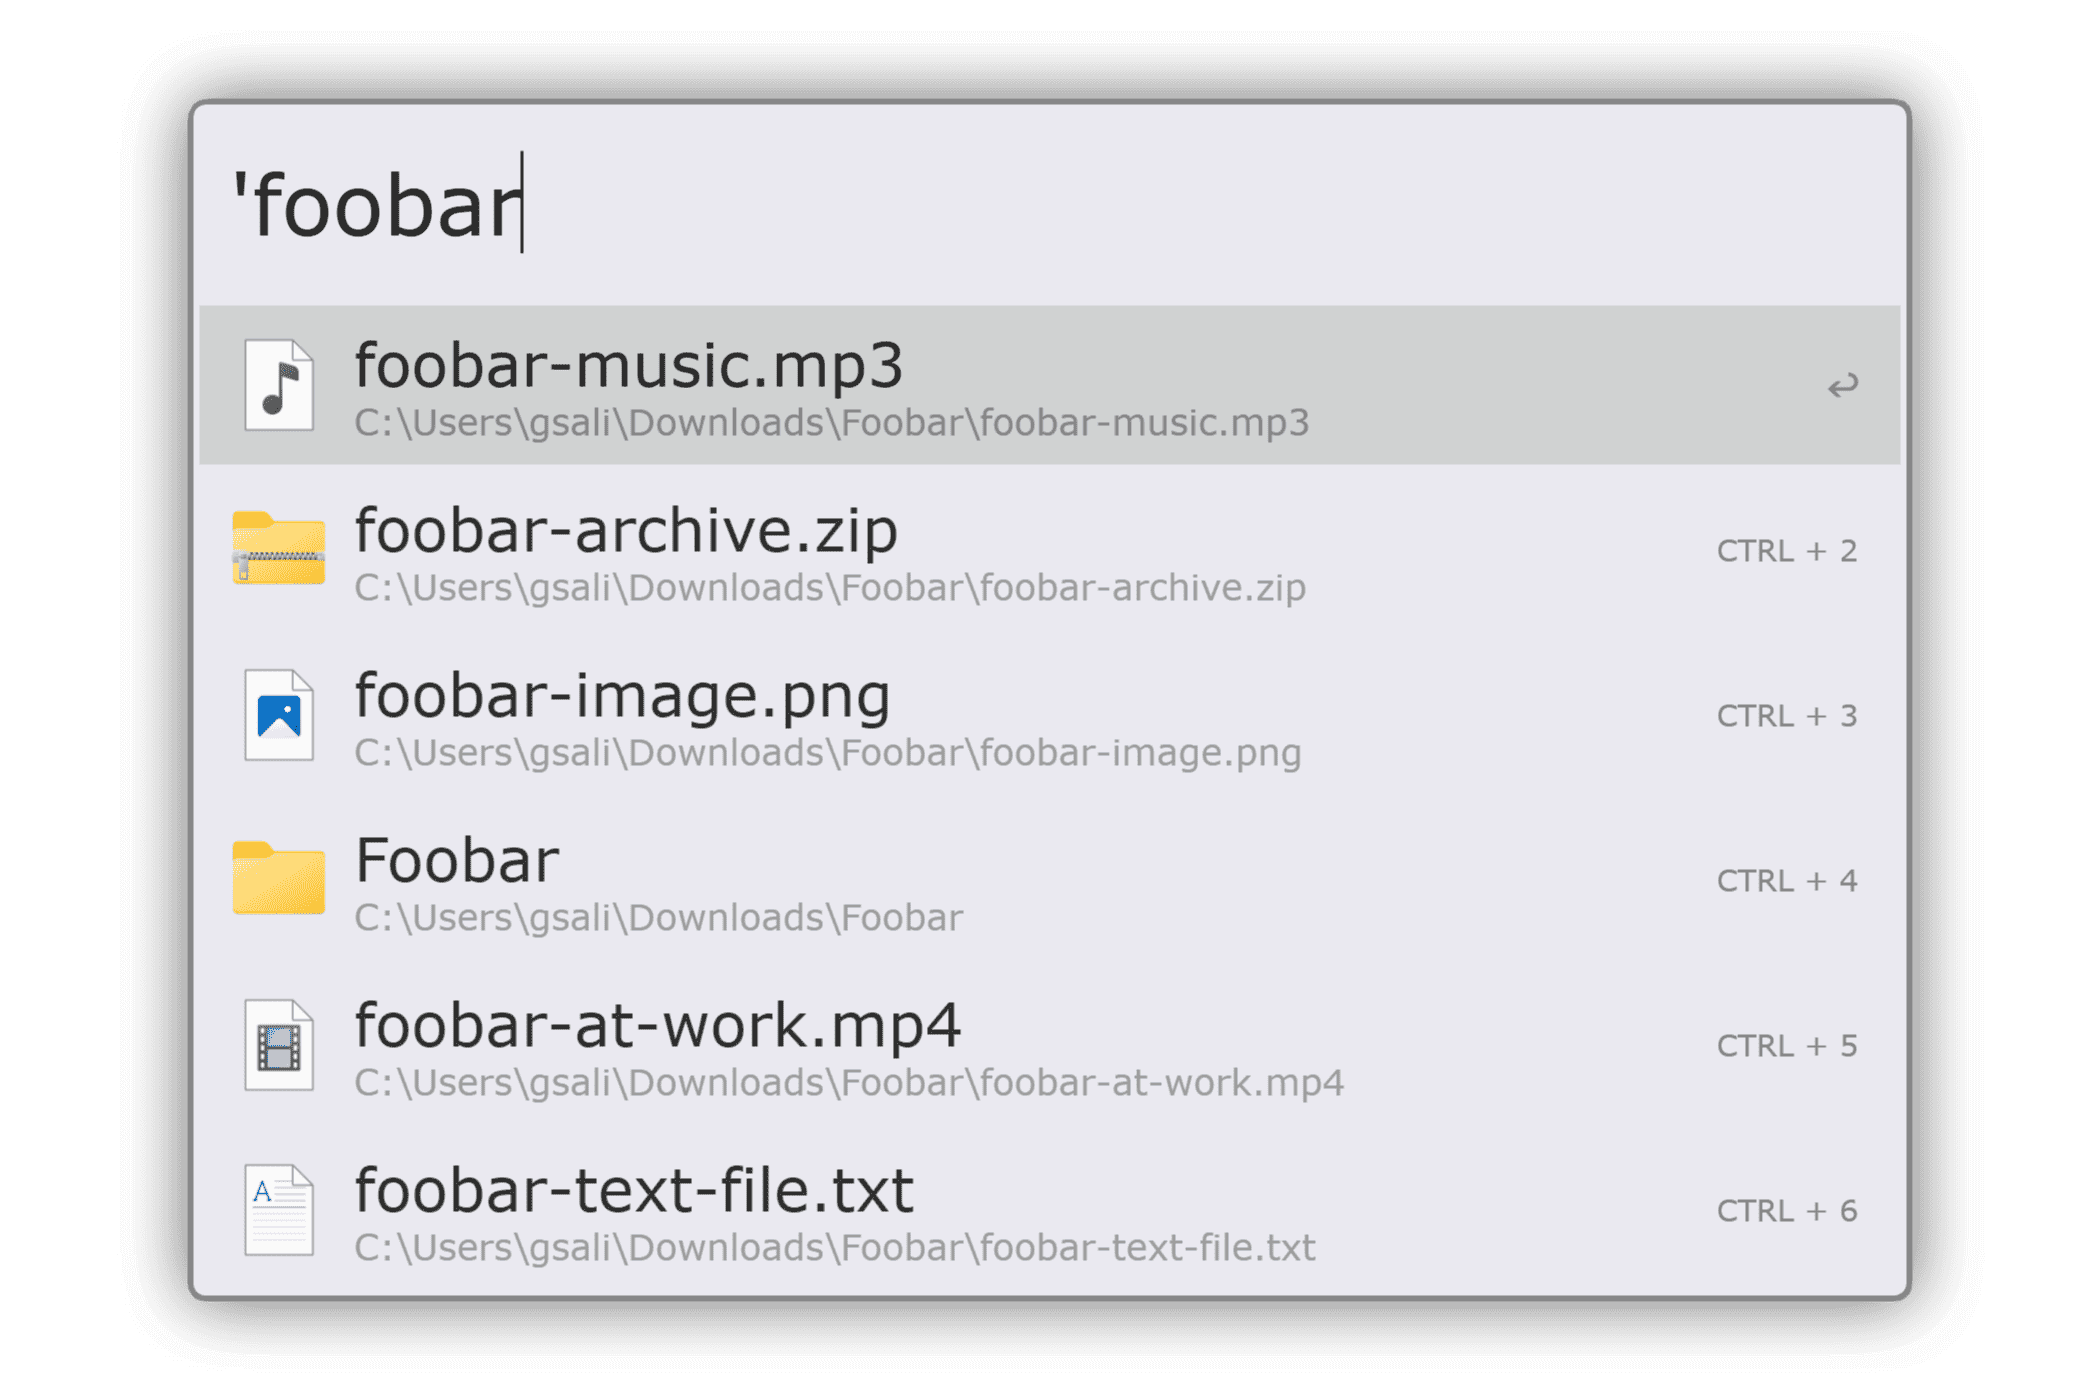 'foobar
foobar-music.mp3
C:\Users\gsali\Downloads\Foobar\foobar-music.mp3
foobar-archive.zip
C:\Users\gsali\Downloads\Foobar\foobar-archive.zip
CTRL + 2
foobar-image.png
C:\Users\gsali\Downloads\Foobar\foobar-image.png
CTRL + 3
Foobar
C:\Users\gsali\Downloads\Foobar
CTRL + 4
foobar-at-work.mp4
C:\Users\gsali\Downloads\Foobar\foobar-at-work.mp4
CTRL + 5
foobar-text-file.txt
C:\Users\gsali\Downloads\Foobar\foobar-text-file.txt
CTRL + 6